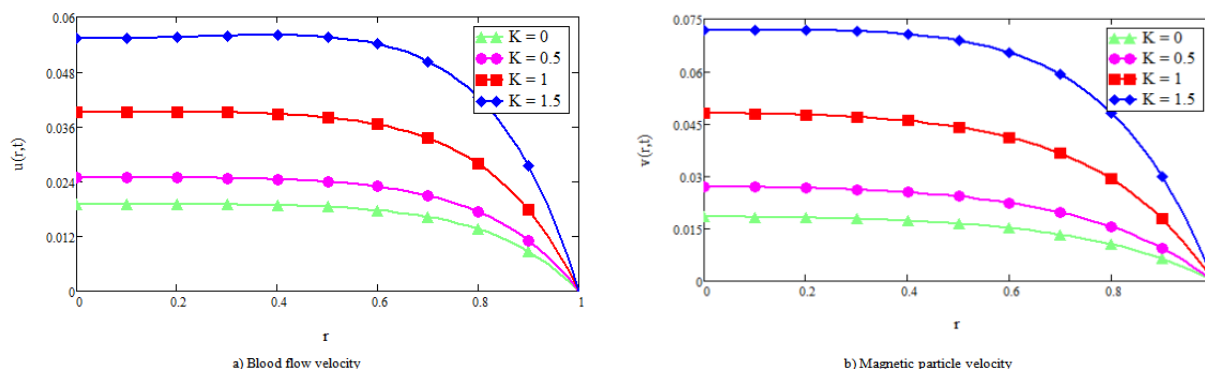 0.06
0.048
0.036
0.024
0.012
0
u(r,t)
0
0.2
0.4
0.6
0.8
1
r
K = 0
K = 0.5
K = 1
K = 1.5
a) Blood flow velocity
0.075
0.06
0.045
0.03
0.015
0
v(r,t)
0
0.2
0.4
0.6
0.8
r
K = 0
K = 0.5
K = 1
K = 1.5
b) Magnetic particle velocity